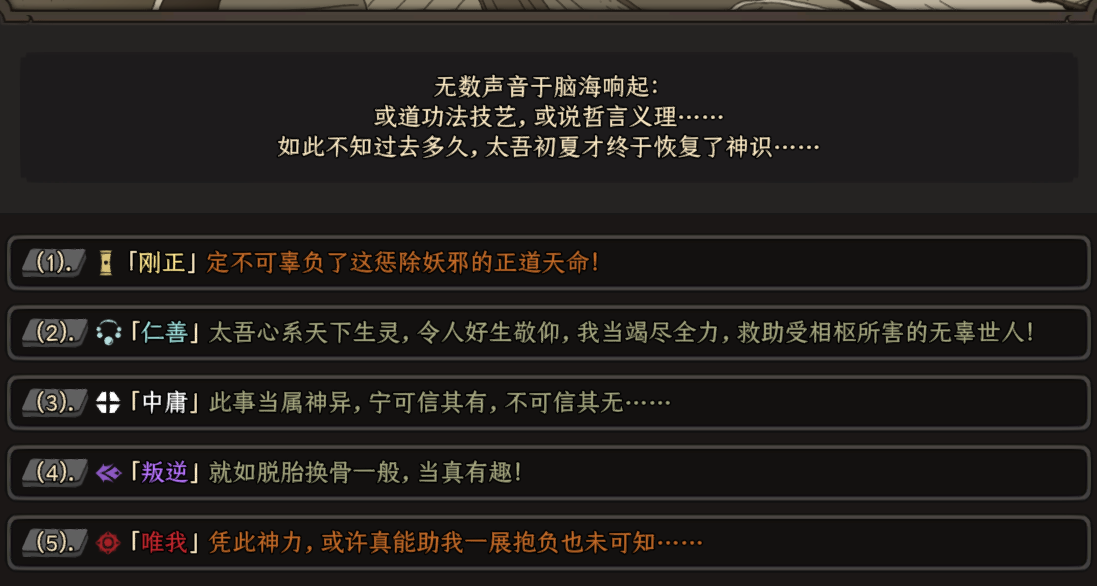 无数声音于脑海响起：
或道功法技艺，或说哲言义理……
如此不知过去多久，太吾初夏才终于恢复了神识……
(1).「刚正」定不可辜负了这惩除妖邪的正道天命！
(2).「仁善」太吾心系天下生灵，令人好生敬仰，我当竭尽全力，救助受相枢所害的无辜世人！
(3).「中庸」此事当属神异，宁可信其有，不可信其无……
(4).「叛逆」就如脱胎换骨一般，当真有趣！
(5).「唯我」凭此神力，或许真能助我一展抱负也未可知……